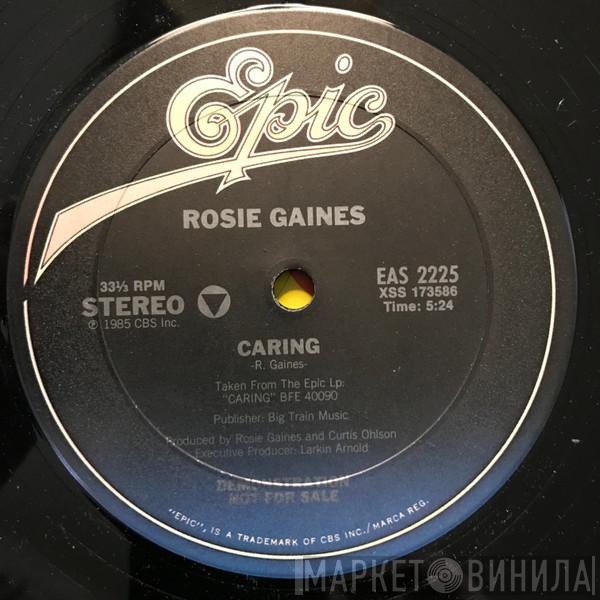 Epic
ROSIE GAINES
33⅓ RPM
STEREO
℗ 1985 CBS Inc.
EAS 2225
XSS 173586
Time: 5:24
CARING
-R. Gaines-
Taken From The Epic Lp:
"CARING" BFE 40090
Publisher: Big Train Music
Produced by Rosie Gaines and Curtis Ohlson
Executive Producer: Larkin Arnold
DEMONSTRATION
NOT FOR SALE
"EPIC", IS A TRADEMARK OF CBS INC./MARCA REG.
МАРКЕТ ВИНИЛА